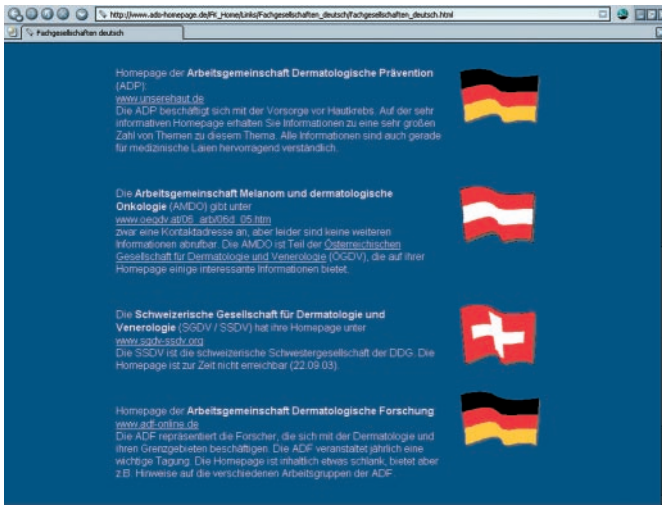 http://www.ado-homepage.de/Fr_Home/Links/Fachgesellschaften_deutsch/Fachgesellschaften_deutsch.html
Fachgesellschaften deutsch
Homepage der Arbeitsgemeinschaft Dermatologische Prävention
(ADP):
www.unserehaut.de
Die ADP beschäftigt sich mit der Vorsorge vor Hautkrebs. Auf der sehr
informativen Homepage erhalten Sie Informationen zu eine sehr großen
Zahl von Themen zu diesem Thema. Alle Informationen sind auch gerade
für medizinische Laien hervorragend verständlich.
Die Arbeitsgemeinschaft Melanom und dermatologische
Onkologie (AMDO) gibt unter
www.oegdv.at/06_arb/06d_05.htm
zwar eine Kontaktadresse an, aber leider sind keine weiteren
Informationen abrufbar. Die AMDO ist Teil der Österreichischen
Gesellschaft für Dermatologie und Venerologie (ÖGDV), die auf ihrer
Homepage einige interessante Informationen bietet.
Die Schweizerische Gesellschaft für Dermatologie und
Venerologie (SGDV / SSDV) hat ihre Homepage unter
www.sgdv-ssdv.org
Die SSDV ist die schweizerische Schwestergesellschaft der DDG. Die
Homepage ist zur Zeit nicht erreichbar (22.09.03).
Homepage der Arbeitsgemeinschaft Dermatologische Forschung
www.adf-online.de
Die ADF repräsentiert die Forscher, die sich mit der Dermatologie und
ihren Grenzgebieten beschäftigen. Die ADF veranstaltet jährlich eine
wichtige Tagung. Die Homepage ist inhaltlich etwas schlank, bietet aber
z.B. Hinweise auf die verschiedenen Arbeitsgruppen der ADF.